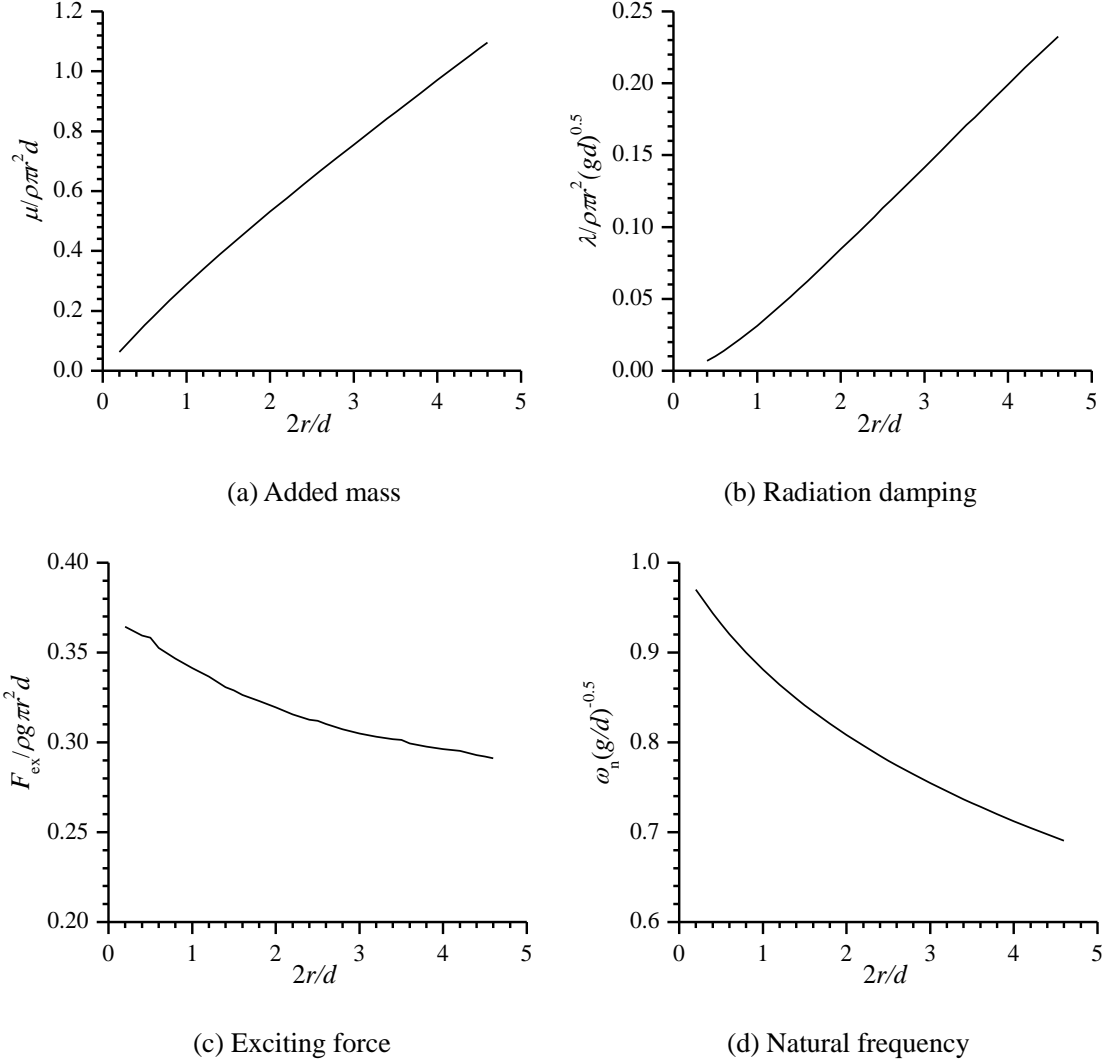 1.2
1.0
0.8
0.6
0.4
0.2
0.0
μ/ρπr²d
0 1 2 3 4 5
2r/d
(a) Added mass
0.25
0.20
0.15
0.10
0.05
0.00
λ/ρπr²(gd)^0.5
0 1 2 3 4 5
2r/d
(b) Radiation damping
0.40
0.35
0.30
0.25
0.20
F_ex/ρgπr²d
0 1 2 3 4 5
2r/d
(c) Exciting force
1.0
0.9
0.8
0.7
0.6
ω_n(g/d)^-0.5
0 1 2 3 4 5
2r/d
(d) Natural frequency